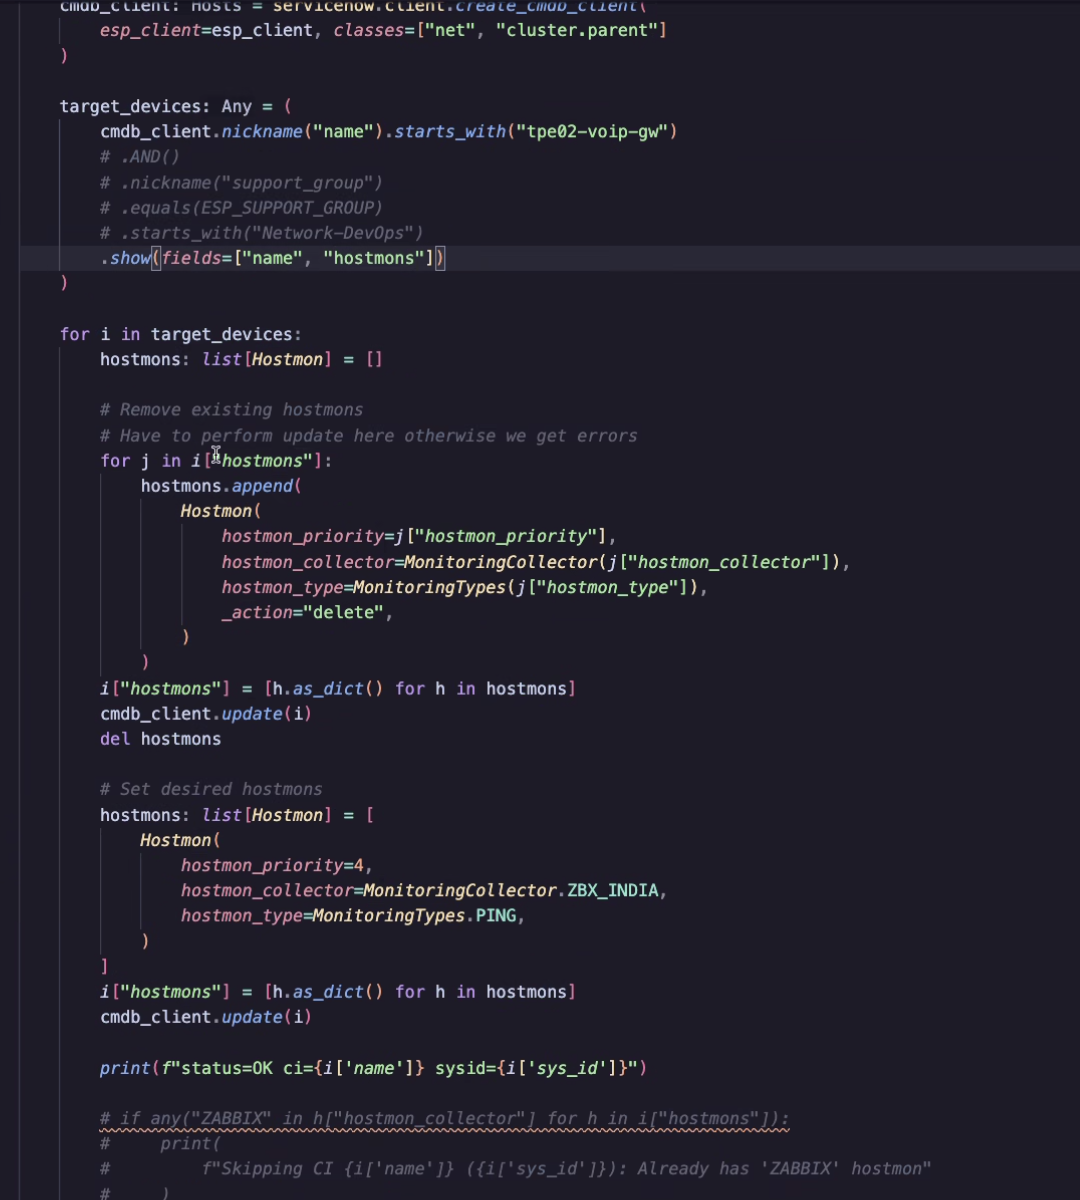 cmdb_client: Hosts = servicenow.client.create_cmdb_client(
    esp_client=esp_client, classes=["net", "cluster.parent"]
)
target_devices: Any = (
    cmdb_client.nickname("name").starts_with("tpe02-voip-gw")
    # .AND()
    # .nickname("support_group")
    # .equals(ESP_SUPPORT_GROUP)
    # .starts_with("Network-DevOps")
    .show(fields=["name", "hostmons"])
)
for i in target_devices:
    hostmons: list[Hostmon] = []
    # Remove existing hostmons
    # Have to perform update here otherwise we get errors
    for j in i["hostmons"]:
        hostmons.append(
            Hostmon(
                hostmon_priority=j["hostmon_priority"],
                hostmon_collector=MonitoringCollector(j["hostmon_collector"]),
                hostmon_type=MonitoringTypes(j["hostmon_type"]),
                _action="delete",
            )
        )
    i["hostmons"] = [h.as_dict() for h in hostmons]
    cmdb_client.update(i)
    del hostmons
    # Set desired hostmons
    hostmons: list[Hostmon] = [
        Hostmon(
            hostmon_priority=4,
            hostmon_collector=MonitoringCollector.ZBX_INDIA,
            hostmon_type=MonitoringTypes.PING,
        )
    ]
    i["hostmons"] = [h.as_dict() for h in hostmons]
    cmdb_client.update(i)
    print(f"status=OK ci={i['name']} sysid={i['sys_id']}")
    # if any("ZABBIX" in h["hostmon_collector"] for h in i["hostmons"]):
    #     print(
    #         f"Skipping CI {i['name']} ({i['sys_id']}): Already has 'ZABBIX' hostmon"
    #     )